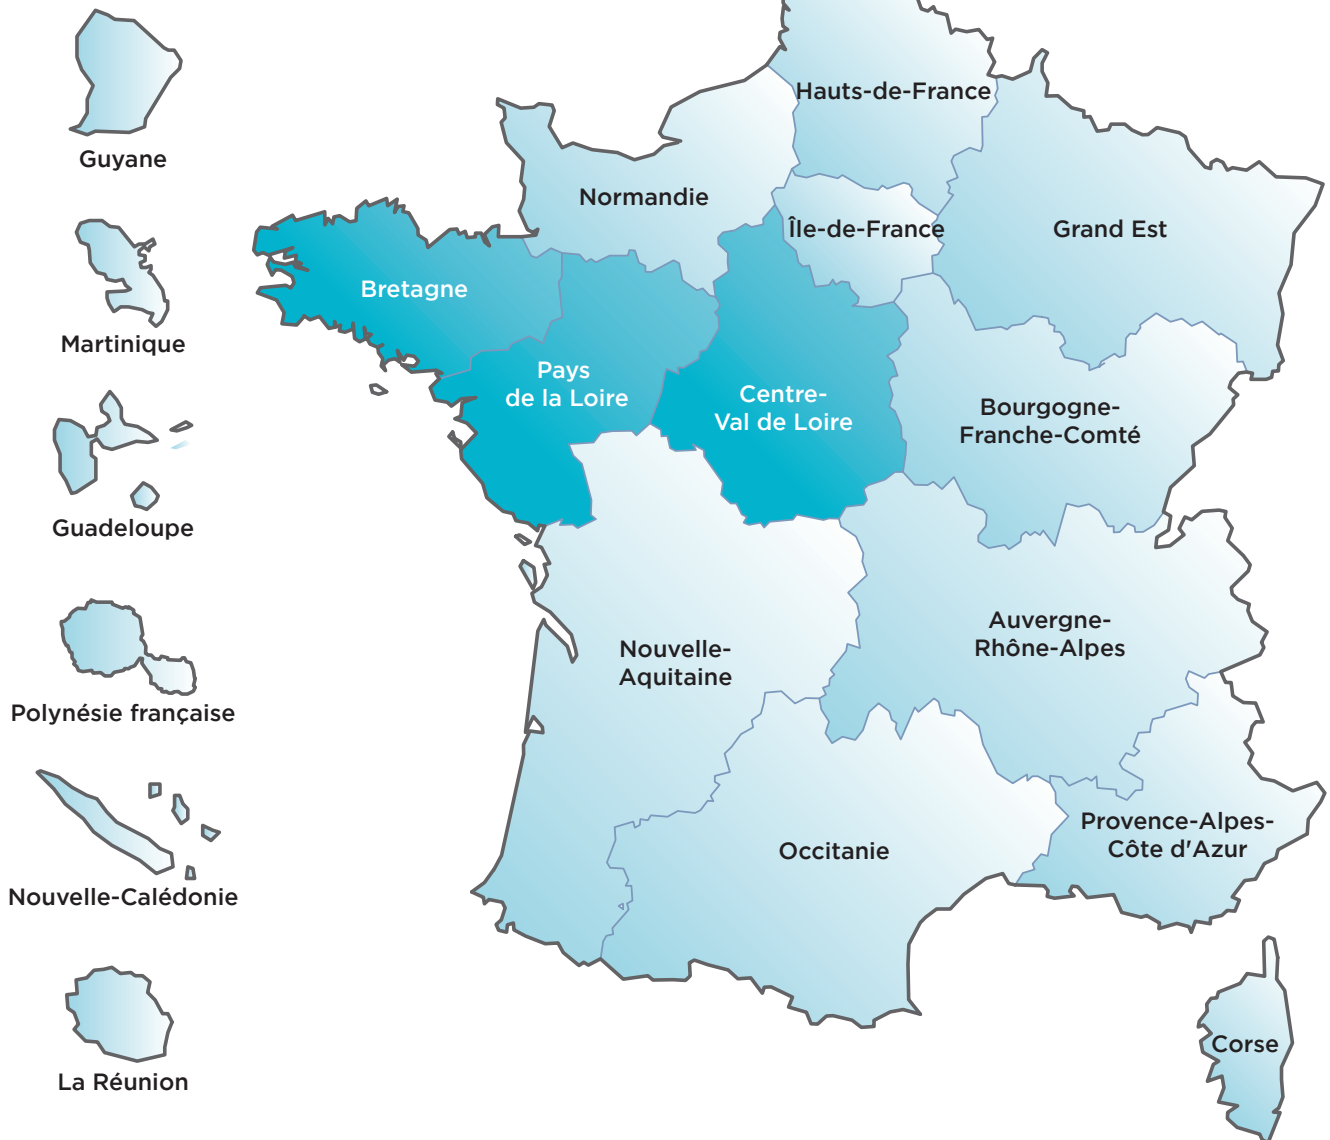 Guyane
Martinique
Guadeloupe
Polynésie française
Nouvelle-Calédonie
La Réunion
Hauts-de-France
Normandie
Île-de-France
Grand Est
Bretagne
Pays
de la Loire
Centre-
Val de Loire
Bourgogne-
Franche-Comté
Nouvelle-
Aquitaine
Auvergne-
Rhône-Alpes
Occitanie
Provence-Alpes-
Côte d'Azur
Corse